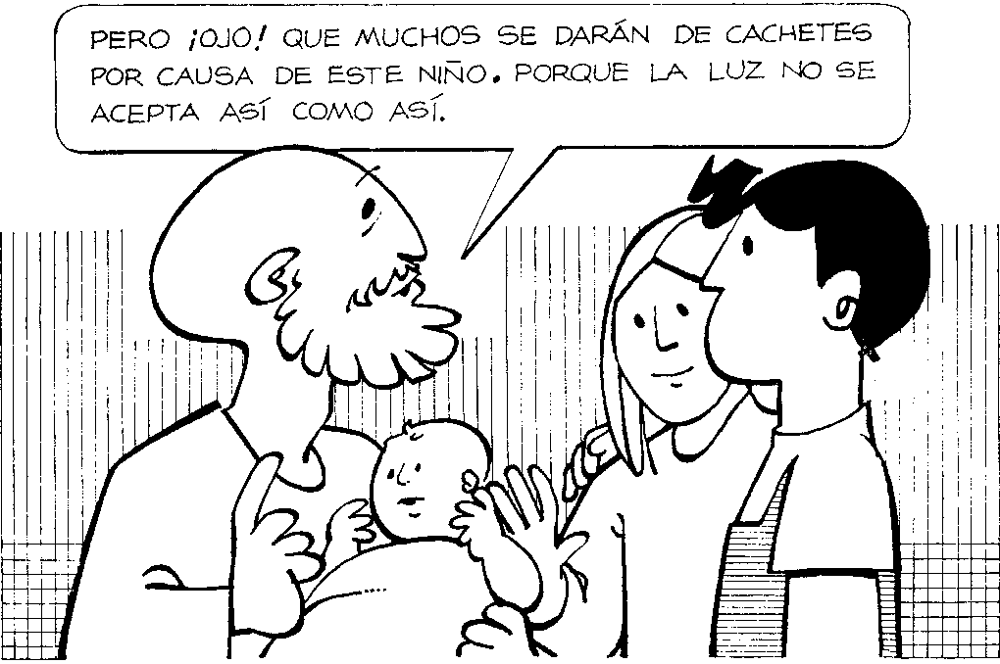 PERO ¡OJO! QUE MUCHOS SE DARÁN DE CACHETES
POR CAUSA DE ESTE NIÑO. PORQUE LA LUZ NO SE
ACEPTA ASÍ COMO ASÍ.